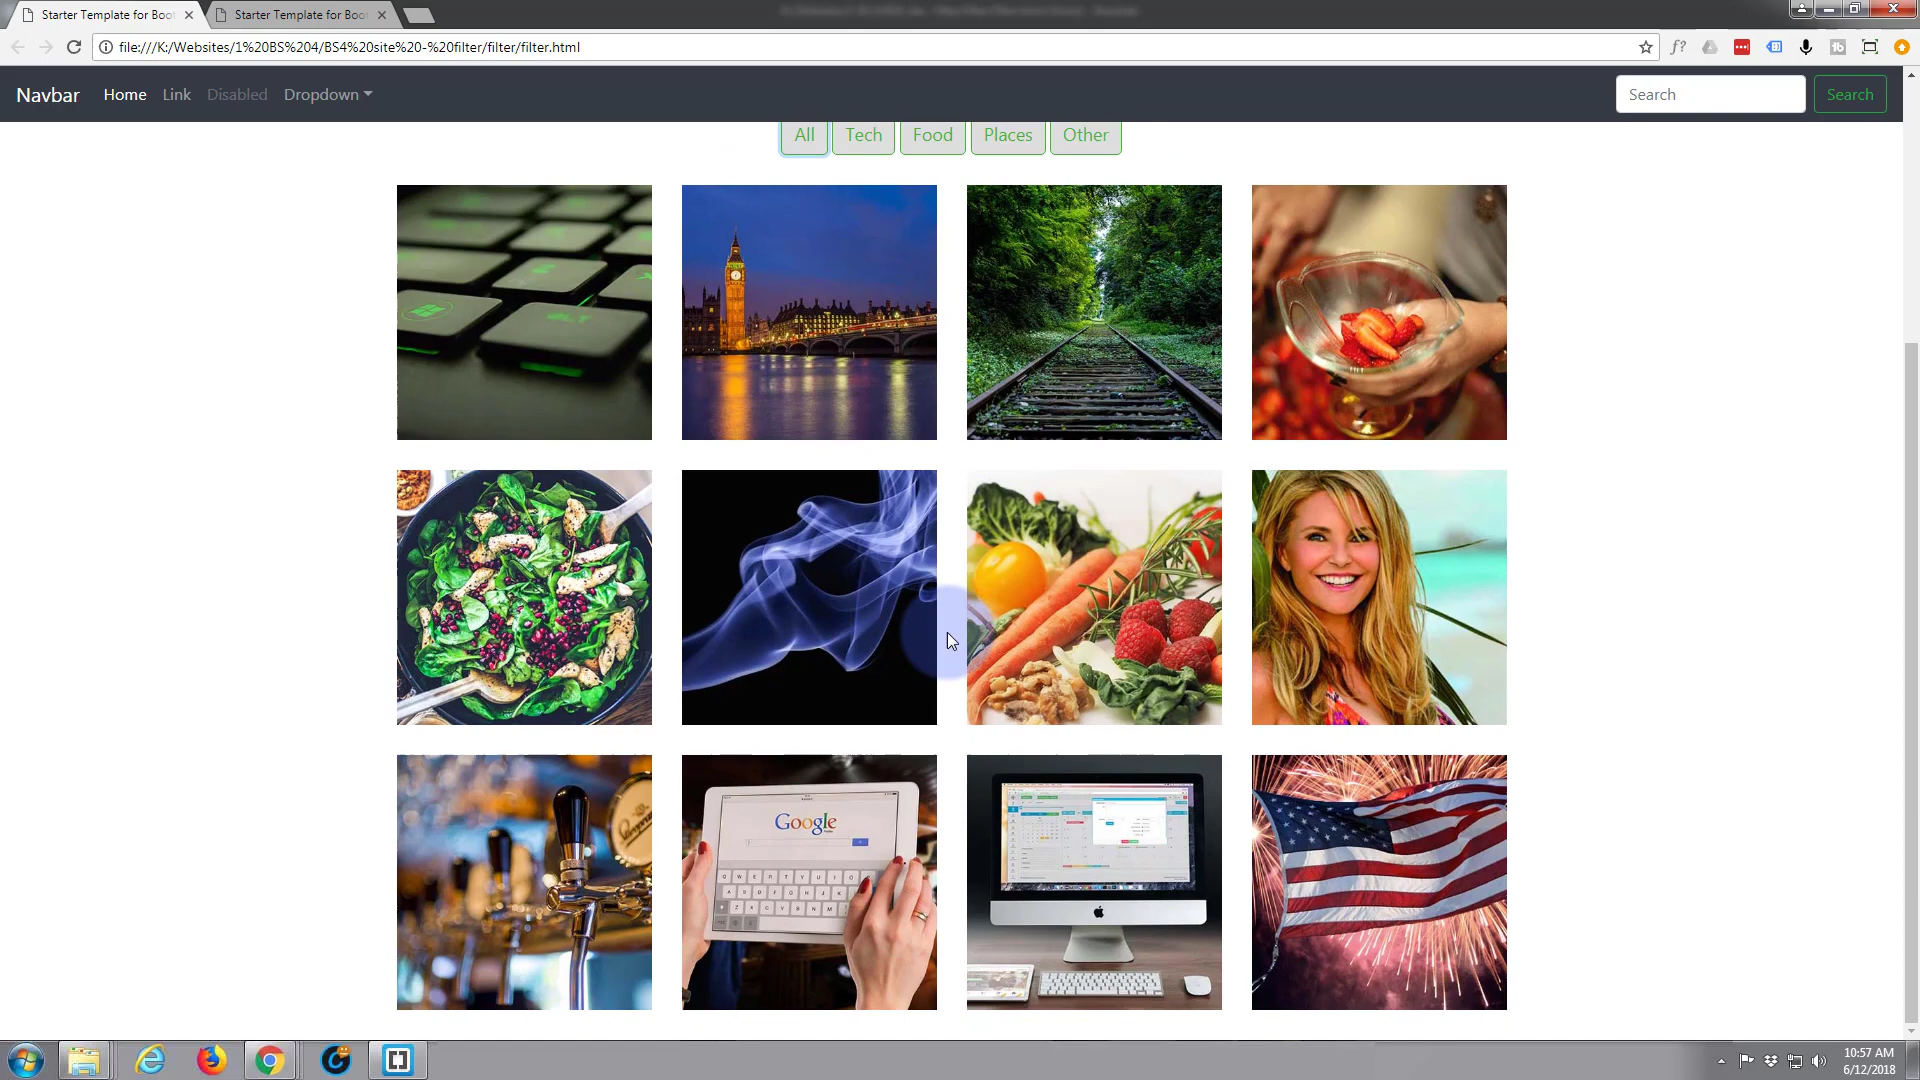 Starter Template for Boot
Starter Template for Boo
file:///K:/Websites/1%20BS%204/BS4%20site%20-%20filter/filter/filter.html
f?
Navbar
Home
Link
Disabled
Dropdown
Search
Search
All
Tech
Food
Places
Other
ALT
Google
Q W E R T Y U I O
A S D F G H J K
Z X C V B N M
10:57 AM
6/12/2018